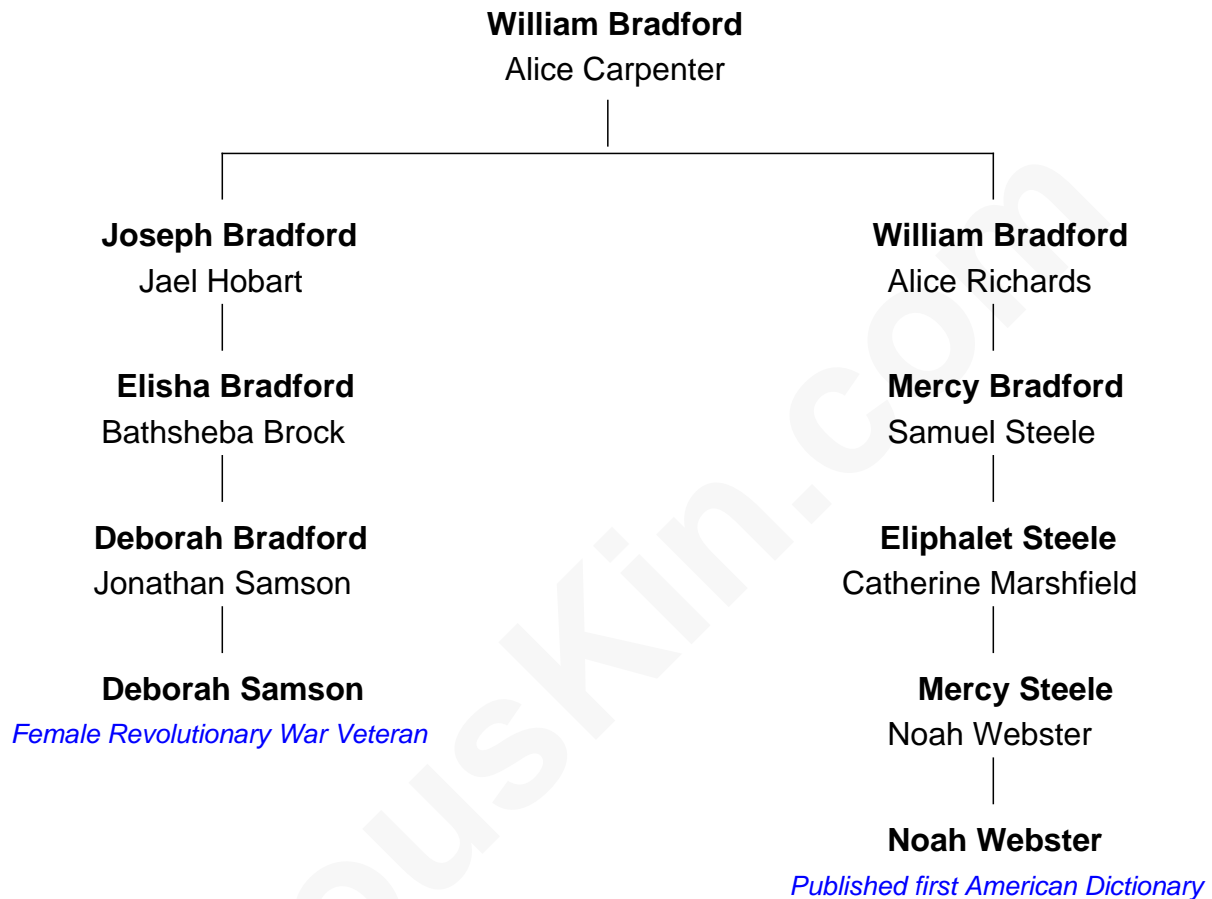 William Bradford
Alice Carpenter
Joseph Bradford
Jael Hobart
Elisha Bradford
Bathsheba Brock
Deborah Bradford
Jonathan Samson
Deborah Samson
Female Revolutionary War Veteran
William Bradford
Alice Richards
Mercy Bradford
Samuel Steele
Eliphalet Steele
Catherine Marshfield
Mercy Steele
Noah Webster
Noah Webster
Published first American Dictionary
ousKin.com